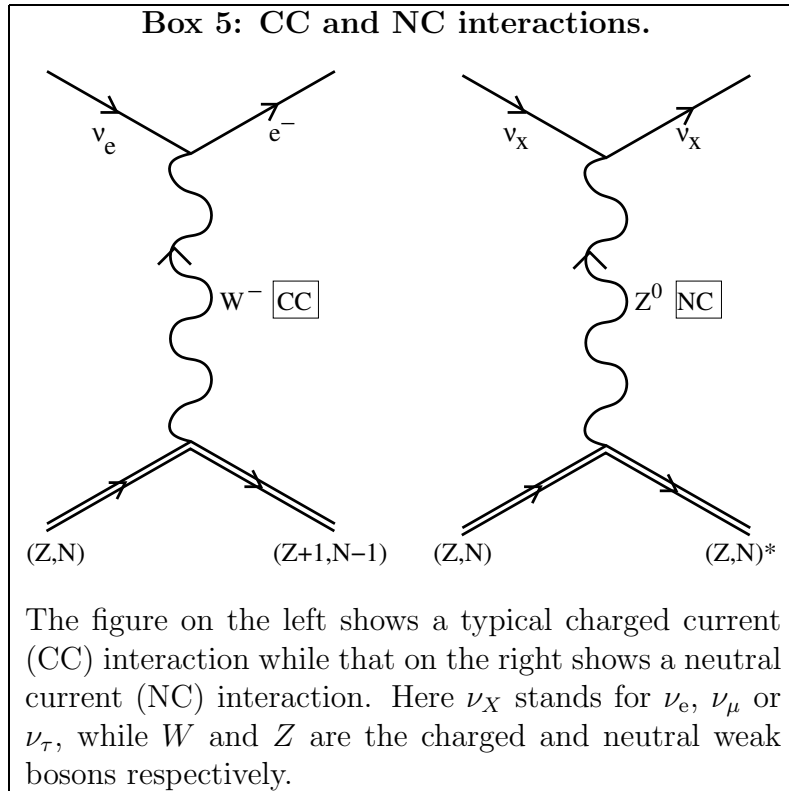 Box 5: CC and NC interactions.
ν_e e⁻ ν_x ν_x
W⁻ CC Z⁰ NC
(Z,N) (Z+1,N−1) (Z,N) (Z,N)*
The figure on the left shows a typical charged current
(CC) interaction while that on the right shows a neutral
current (NC) interaction. Here ν_X stands for ν_e, ν_μ or
ν_τ, while W and Z are the charged and neutral weak
bosons respectively.